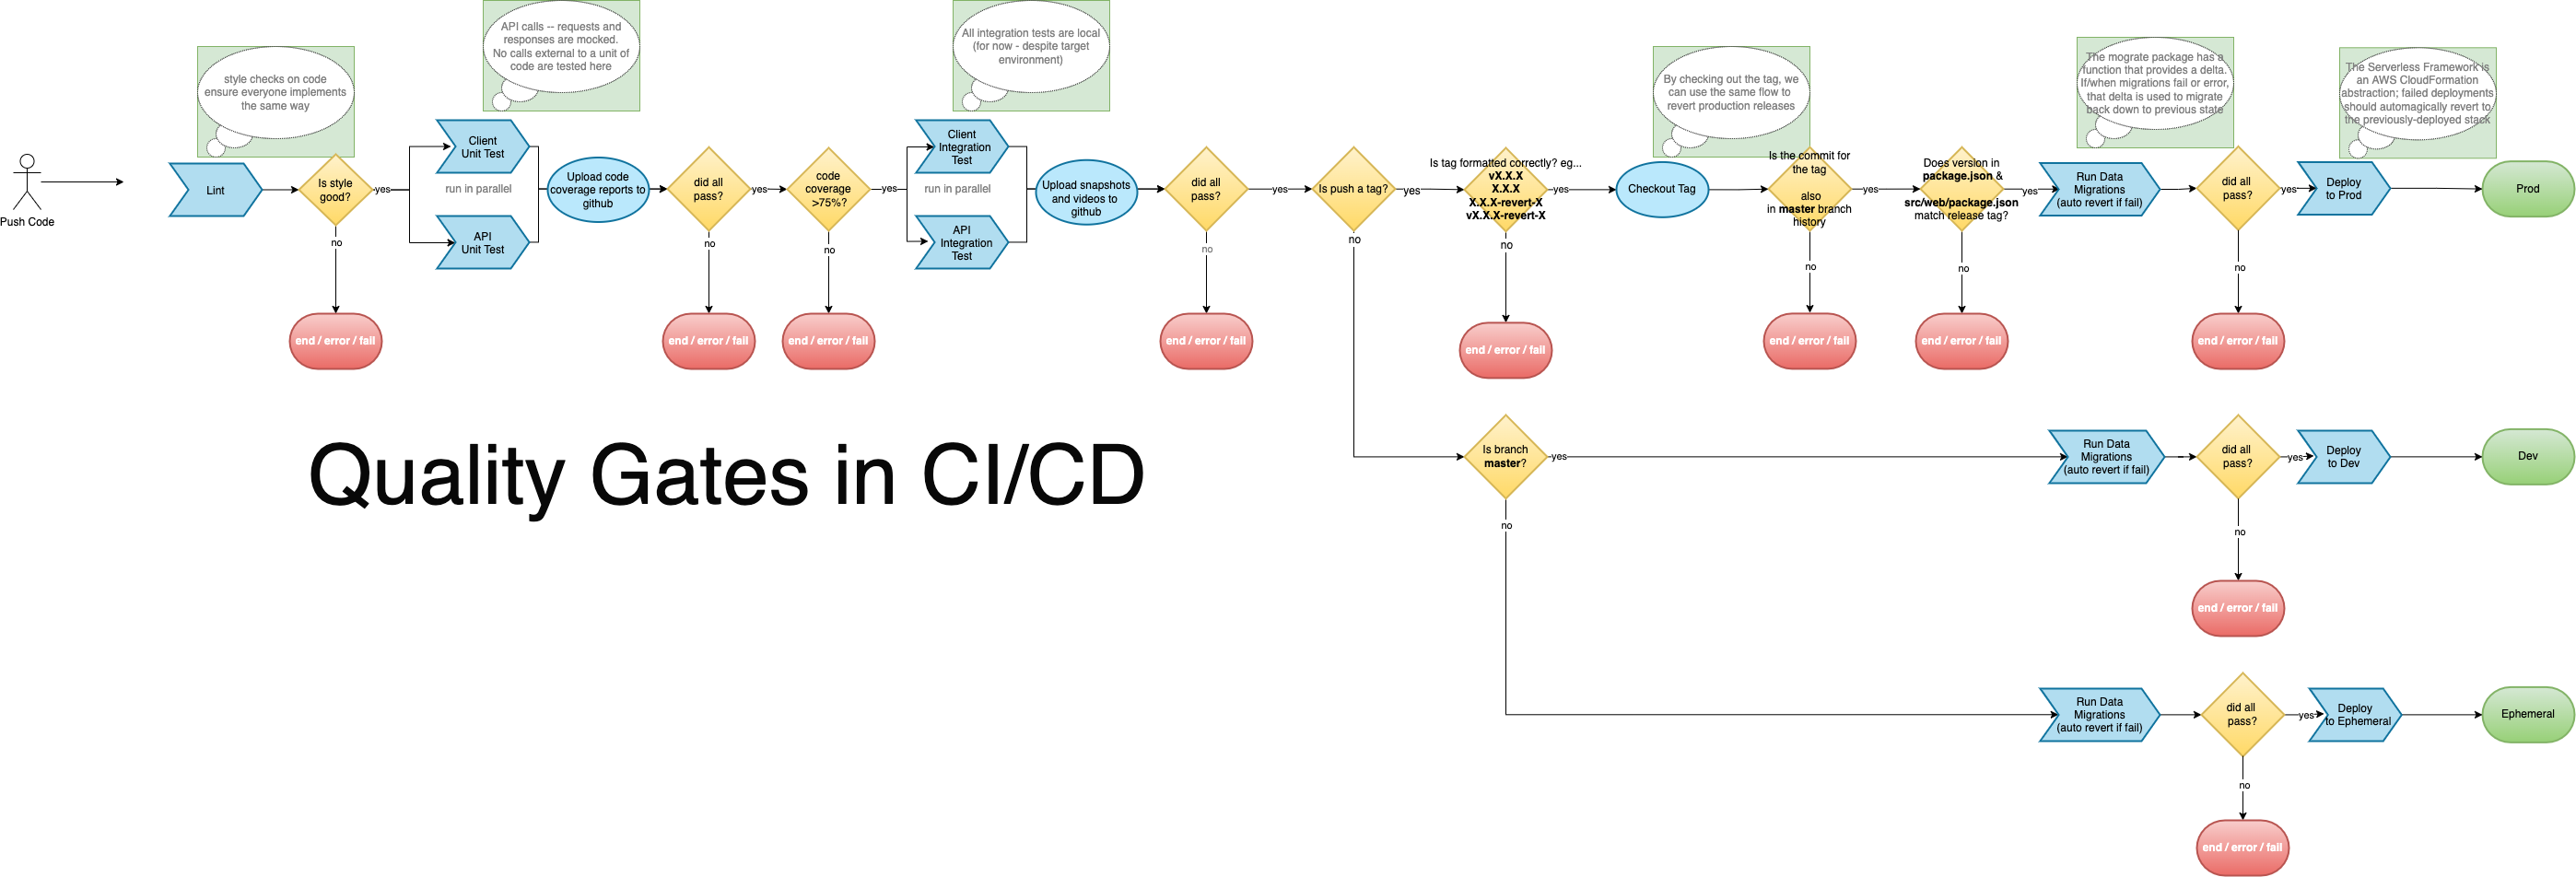 API calls -- requests and
responses are mocked.
No calls external to a unit of
code are tested here
All integration tests are local
(for now - despite target
environment)
style checks on code
ensure everyone implements
the same way
By checking out the tag, we
can use the same flow to
revert production releases
The mograte package has a
function that provides a delta.
If/when migrations fail or error,
that delta is used to migrate
back down to previous state
The Serverless Framework is
an AWS CloudFormation
abstraction; failed deployments
should automagically revert to
the previously-deployed stack
Push Code
Lint
Is style
good?
yes
no
end / error / fail
Client
Unit Test
run in parallel
API
Unit Test
Upload code
coverage reports to
github
did all
pass?
yes
no
end / error / fail
code
coverage
>75%?
yes
no
end / error / fail
Client
Integration
Test
run in parallel
API
Integration
Test
Upload snapshots
and videos to
github
did all
pass?
yes
no
end / error / fail
Is push a tag?
yes
no
Is tag formatted correctly? eg...
vX.X.X
X.X.X
X.X.X-revert-X
vX.X.X-revert-X
yes
no
end / error / fail
Checkout Tag
Is the commit for
the tag
also
in master branch
history
yes
no
end / error / fail
Does version in
package.json &
src/web/package.json
match release tag?
yes
no
end / error / fail
Run Data
Migrations
(auto revert if fail)
did all
pass?
yes
no
end / error / fail
Deploy
to Prod
Prod
Quality Gates in CI/CD
Is branch
master?
yes
no
Run Data
Migrations
(auto revert if fail)
did all
pass?
yes
no
end / error / fail
Deploy
to Dev
Dev
Run Data
Migrations
(auto revert if fail)
did all
pass?
yes
no
end / error / fail
Deploy
to Ephemeral
Ephemeral